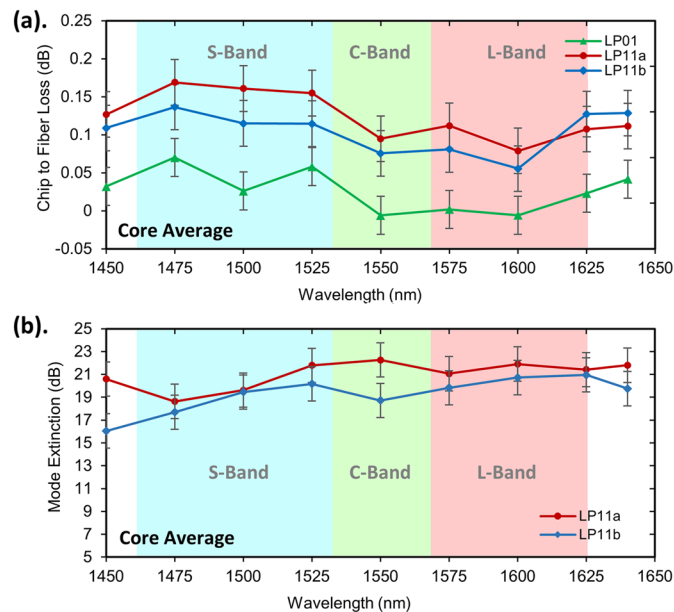 (a).
0.25
0.2
0.15
0.1
0.05
0
-0.05
Chip to Fiber Loss (dB)
S-Band
C-Band
L-Band
LP01
LP11a
LP11b
Core Average
1450 1475 1500 1525 1550 1575 1600 1625 1650
Wavelength (nm)
(b).
25
23
21
19
17
15
13
11
9
7
5
Mode Extinction (dB)
S-Band
C-Band
L-Band
LP11a
LP11b
Core Average
1450 1475 1500 1525 1550 1575 1600 1625 1650
Wavelength (nm)